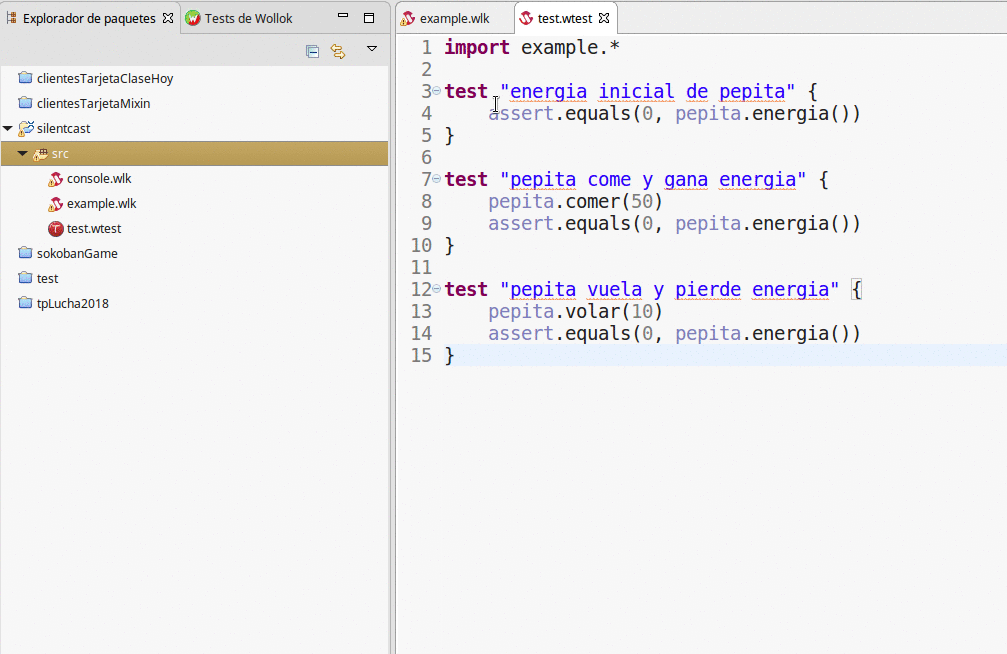 Explorador de paquetes
Tests de Wollok
clientesTarjetaClaseHoy
clientesTarjetaMixin
silentcast
src
console.wlk
example.wlk
test.wtest
sokobanGame
test
tpLucha2018
example.wlk
test.wtest
1 import example.*
2
3 test "energia inicial de pepita" {
4 assert.equals(0, pepita.energia())
5 }
6
7 test "pepita come y gana energia" {
8 pepita.comer(50)
9 assert.equals(0, pepita.energia())
10 }
11
12 test "pepita vuela y pierde energia" {
13 pepita.volar(10)
14 assert.equals(0, pepita.energia())
15 }